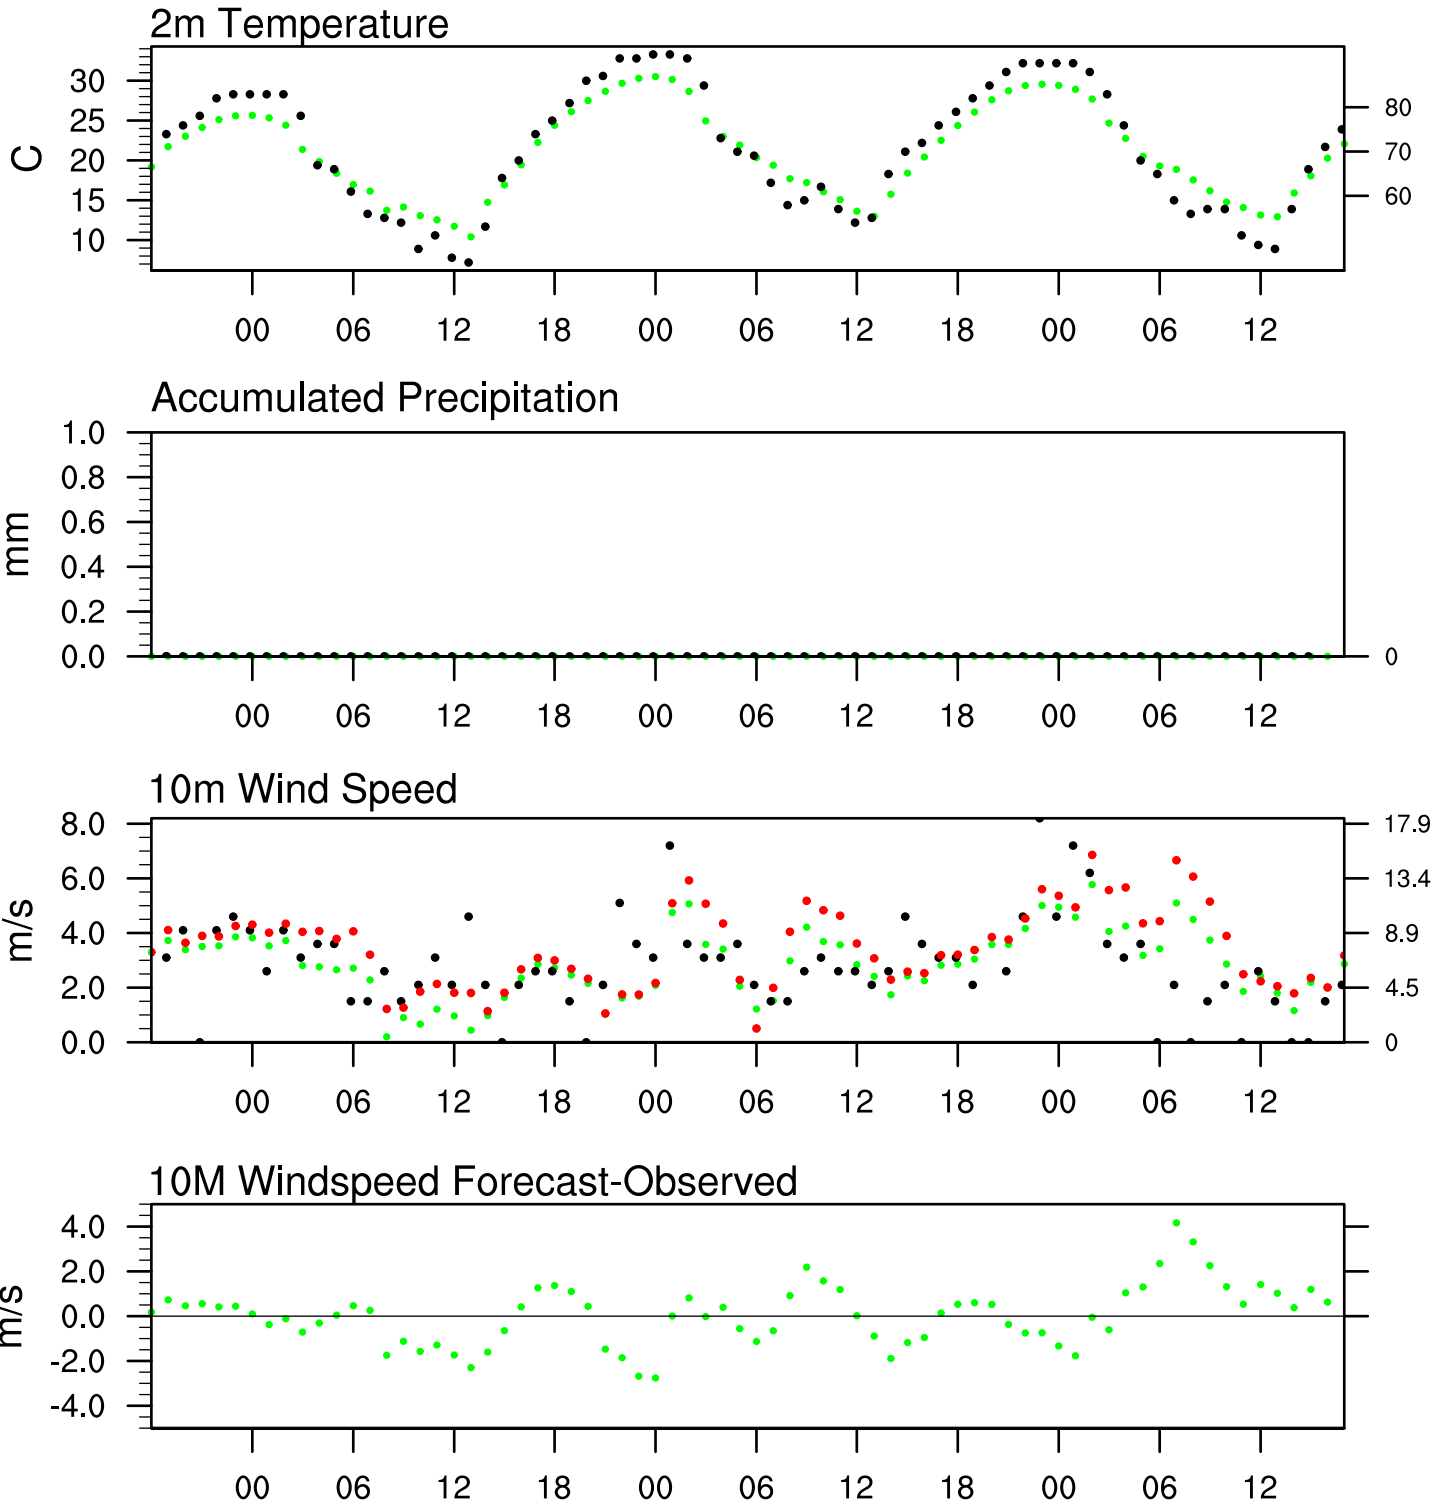 2m Temperature
C
30
25
20
15
10
80
70
60
00 06 12 18 00 06 12 18 00 06 12
Accumulated Precipitation
mm
1.0
0.8
0.6
0.4
0.2
0.0
0
00 06 12 18 00 06 12 18 00 06 12
10m Wind Speed
m/s
8.0
6.0
4.0
2.0
0.0
17.9
13.4
8.9
4.5
0
00 06 12 18 00 06 12 18 00 06 12
10M Windspeed Forecast-Observed
m/s
4.0
2.0
0.0
-2.0
-4.0
00 06 12 18 00 06 12 18 00 06 12